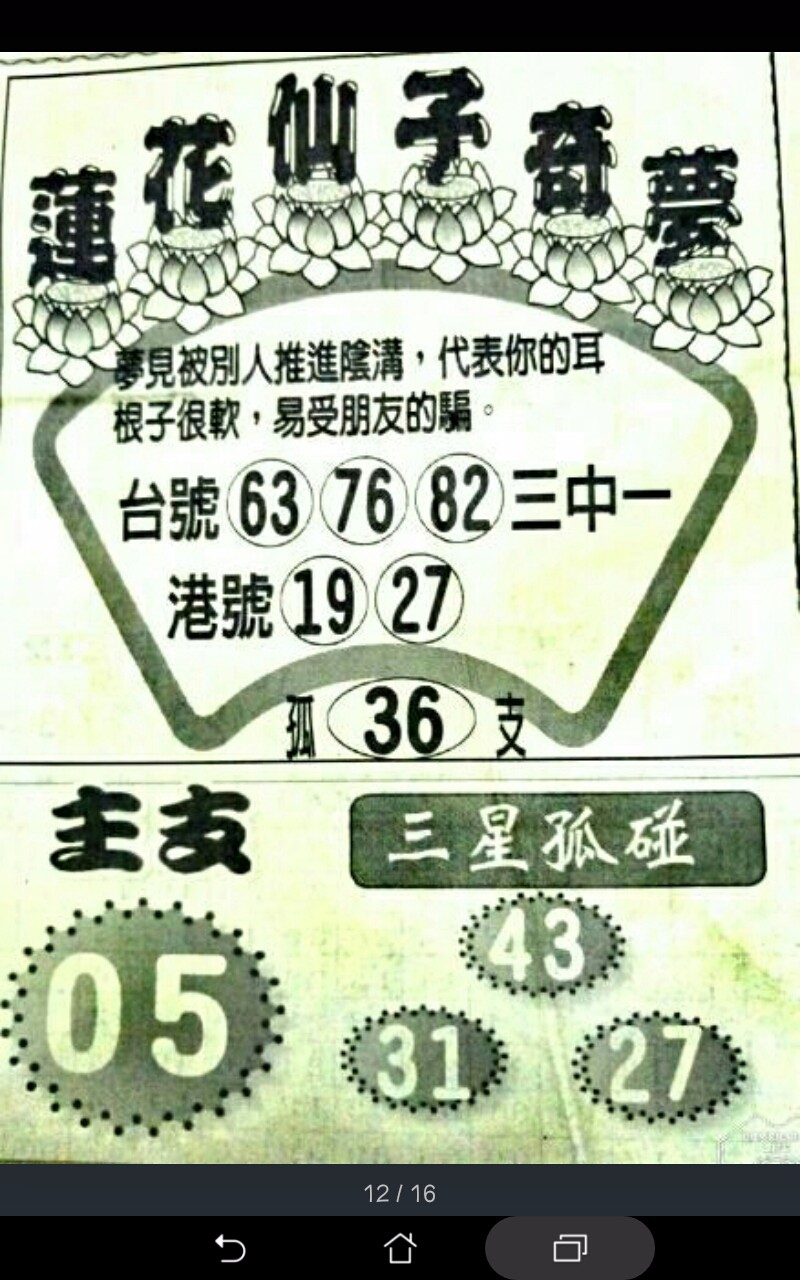 蓮花仙子奇夢
夢見被別人推進陰溝，代表你的耳
根子很軟，易受朋友的騙。
台號 63 76 82 三中一
港號 19 27
孤 36 支
主支
三星孤碰
05
43
31 27
12 / 16